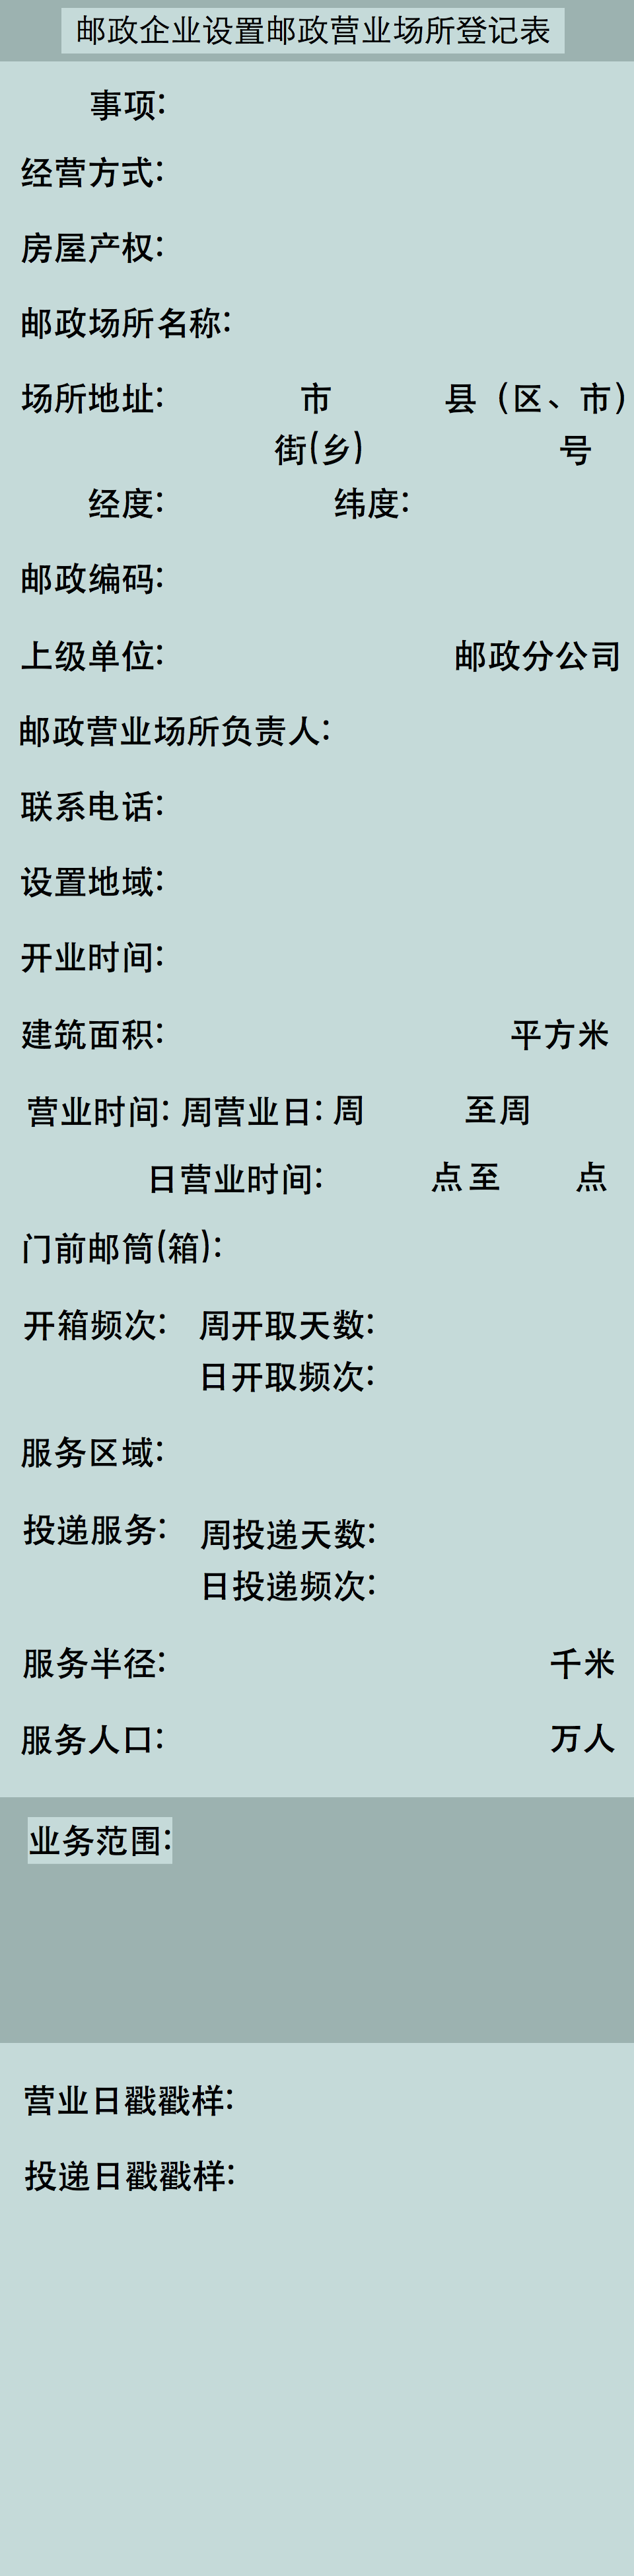 邮政企业设置邮政营业场所登记表
事项:
经营方式:
房屋产权:
邮政场所名称:
场所地址: 市 县(区、市)
街(乡) 号
经度: 纬度:
邮政编码:
上级单位: 邮政分公司
邮政营业场所负责人:
联系电话:
设置地域:
开业时间:
建筑面积: 平方米
营业时间: 周营业日: 周 至周
日营业时间: 点至 点
门前邮筒(箱):
开箱频次: 周开取天数:
日开取频次:
服务区域:
投递服务: 周投递天数:
日投递频次:
服务半径: 千米
服务人口: 万人
业务范围:
营业日戳戳样:
投递日戳戳样: